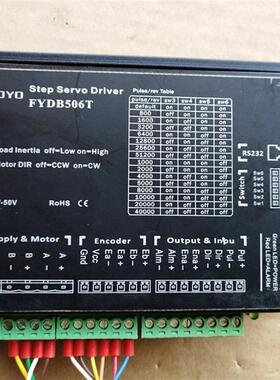 OYO
Step Servo Driver
FYDB506T
Pulse/rev Table
pulse/rev sw3 sw4 sw5 sw6
default on on on on
800 off on on on
1600 on off on on
3200 off off on on
6400 on on off on
12800 off on off on
25600 on off off on
51200 off off off on
1000 on on on off
2000 off on on off
4000 on off on off
5000 off off on off
8000 on on off off
10000 off on off off
20000 on off off off
40000 off off off off
oad Inertia off=Low on=High
otor DIR off=CCW on=CW
-50V
RoHS
CE
RS232
Switch
Sw6
Sw5
Sw4
Sw3
Sw2
Sw1
pply & Motor
Encoder
Output & Input
B-
B+
A-
A+
Gnd
Vcc
Ea-
Ea+
Eb-
Eb+
Alm-
Alm+
Ena-
Ena+
Dir-
Dir+
Pul-
Pul+
Green LED=POWER
Red LED=ALARM